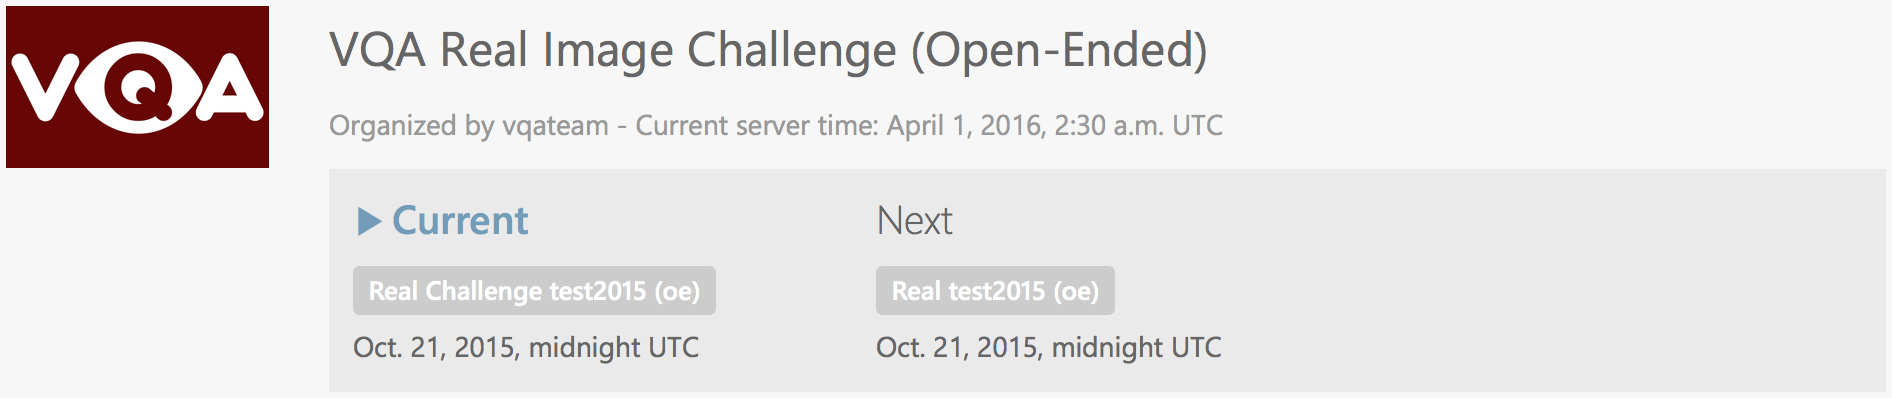 VQA
VQA Real Image Challenge (Open-Ended)
Organized by vqateam - Current server time: April 1, 2016, 2:30 a.m. UTC
Current
Next
Real Challenge test2015 (oe)
Real test2015 (oe)
Oct. 21, 2015, midnight UTC
Oct. 21, 2015, midnight UTC